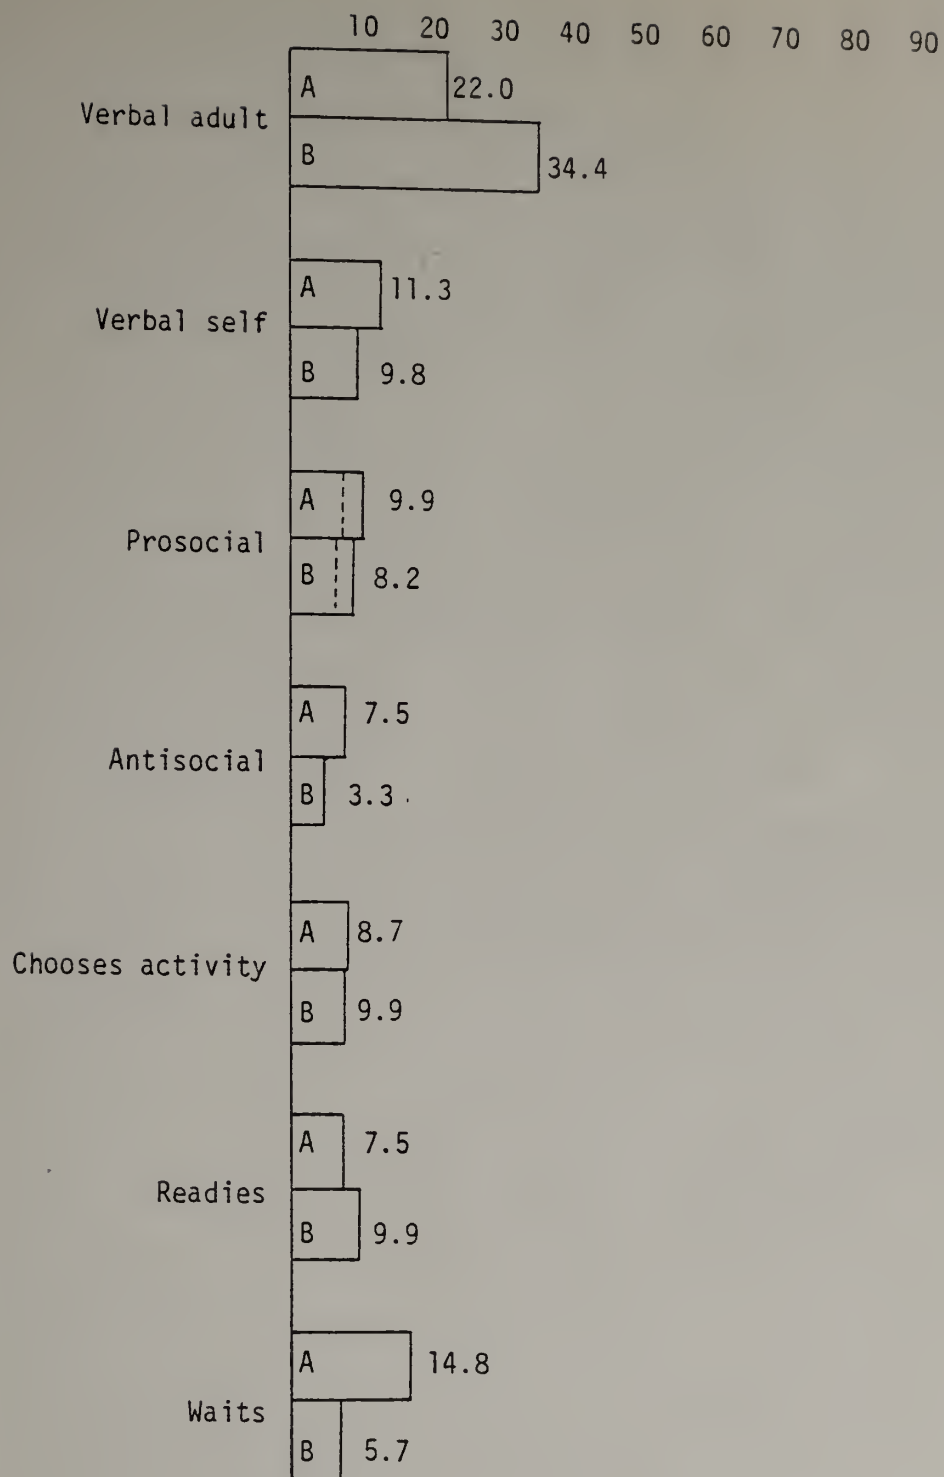 10 20 30 40 50 60 70 80 90
A 22.0
Verbal adult
B 34.4
A 11.3
Verbal self
B 9.8
A 9.9
Prosocial
B 8.2
A 7.5
Antisocial
B 3.3
A 8.7
Chooses activity
B 9.9
A 7.5
Readies
B 9.9
A 14.8
Waits
B 5.7